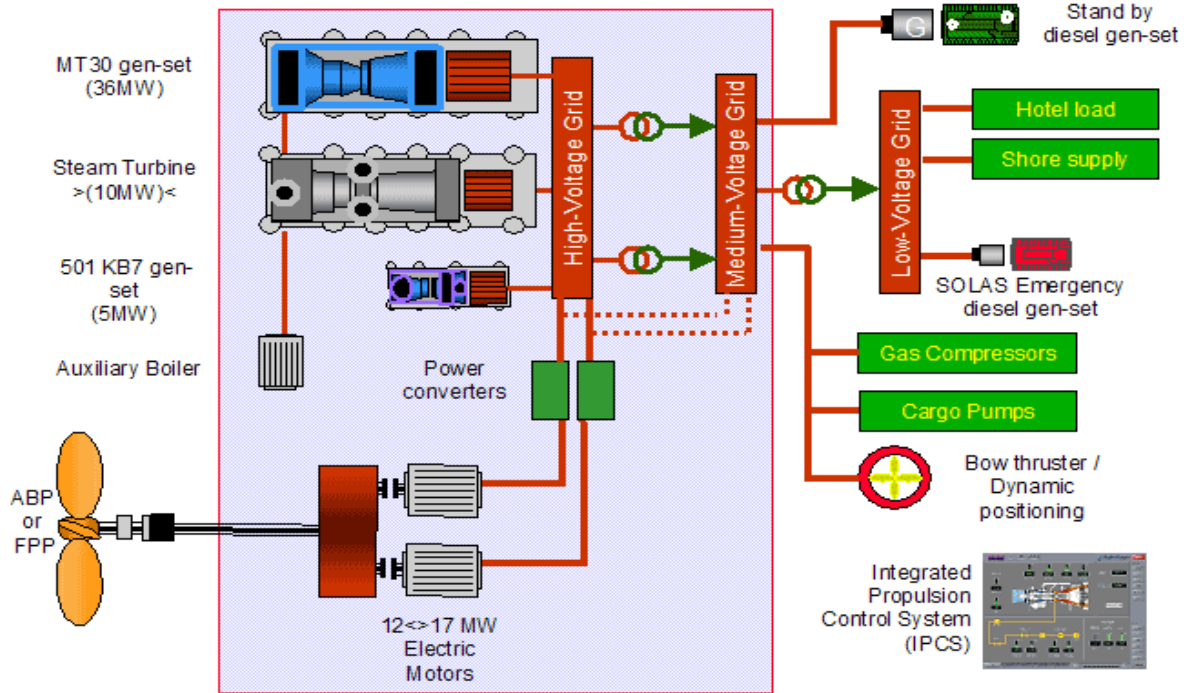 MT30 gen-set
(36MW)
Steam Turbine
>(10MW)<
501 KB7 gen-
set
(5MW)
Auxiliary Boiler
High-Voltage Grid
Medium-Voltage Grid
Low-Voltage Grid
G
Stand by
diesel gen-set
Hotel load
Shore supply
SOLAS Emergency
diesel gen-set
Gas Compressors
Cargo Pumps
Bow thruster /
Dynamic
positioning
Power
converters
ABP
or
FPP
12<>17 MW
Electric
Motors
Integrated
Propulsion
Control System
(IPCS)